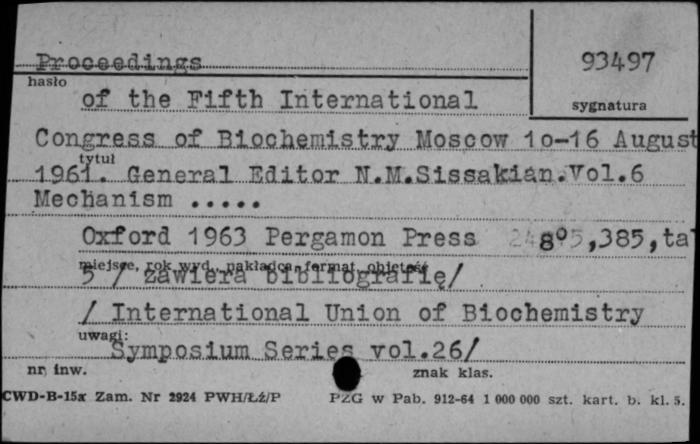 Proceedings
93497
hasło
of the Fifth International
sygnatura
Congress of Biochemistry Moscow 10-16 August
tytuł
1961. General Editor N.M.Sissakian.Vol.6
Mechanism .....
Oxford 1963 Pergamon Press 8° 5,385,ta
miejsce, rok wyd., nakładca, format, objętość
5 / Zawiera bibliografię/
/ International Union of Biochemistry
uwagi:
Symposium Series vol.26/
nr. inw.
znak klas.
CWD-B-15x Zam. Nr 2924 PWH/Łż/P PZG w Pab. 912-64 1 000 000 szt. kart. b. kl. 5.